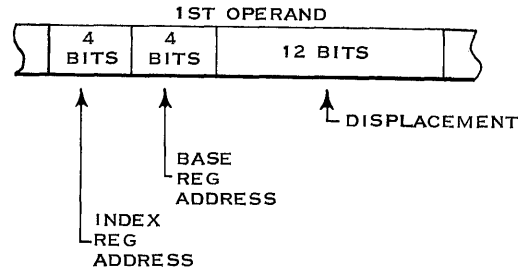 1ST OPERAND
4
BITS
4
BITS
12 BITS
DISPLACEMENT
BASE
REG
ADDRESS
INDEX
REG
ADDRESS